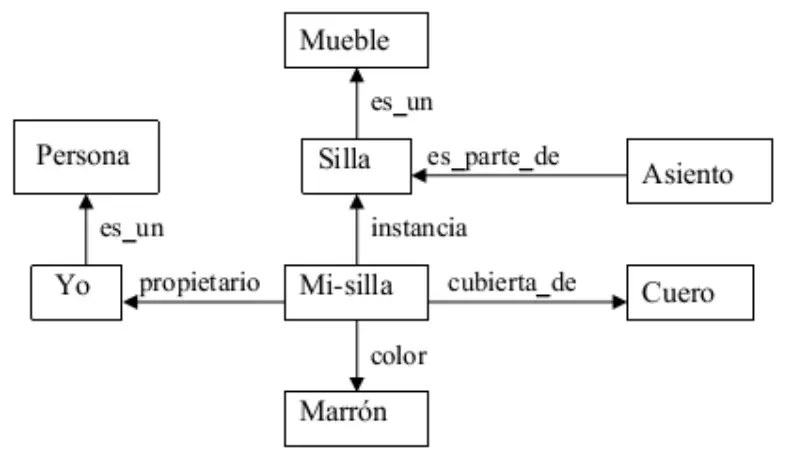 Mueble
es_un
Persona
Silla
es_parte_de
Asiento
es_un
instancia
Yo
propietario
Mi-silla
cubierta_de
Cuero
color
Marrón